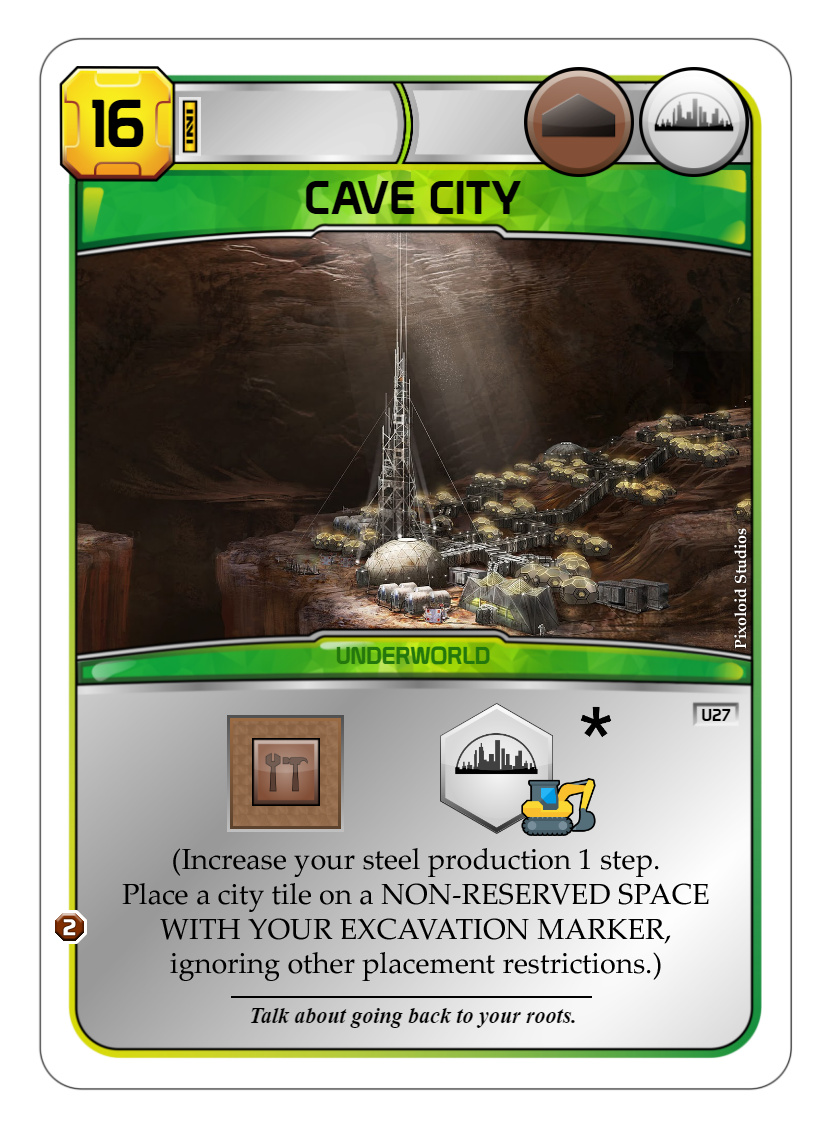 16
CAVE CITY
Pixoloid Studios
UNDERWORLD
U27
*
(Increase your steel production 1 step.
Place a city tile on a NON-RESERVED SPACE
WITH YOUR EXCAVATION MARKER,
ignoring other placement restrictions.)
2
Talk about going back to your roots.